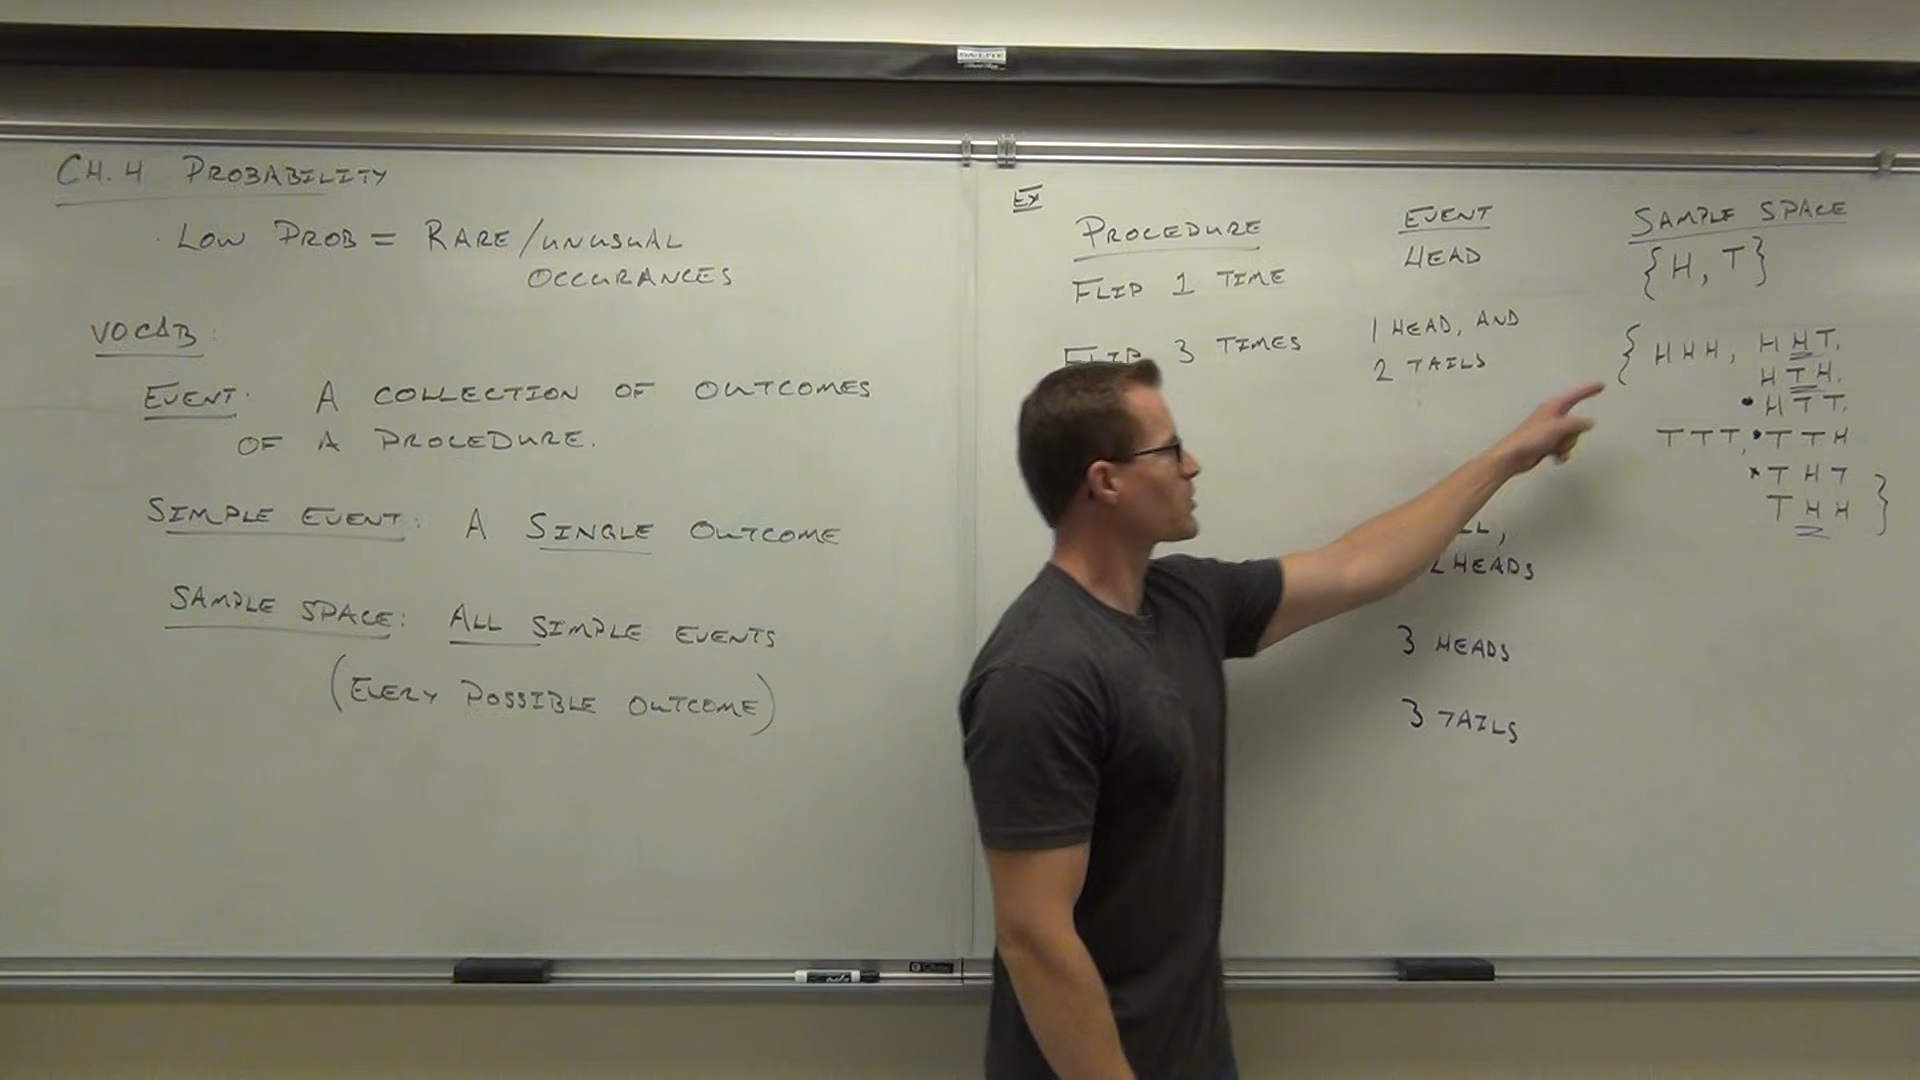 CH. 4 PROBABILITY
LOW PROB = RARE/UNUSUAL
OCCURANCES
VOCAB:
EVENT: A COLLECTION OF OUTCOMES
OF A PROCEDURE.
SIMPLE EVENT: A SINGLE OUTCOME
SAMPLE SPACE: ALL SIMPLE EVENTS
(EVERY POSSIBLE OUTCOME)
EX
PROCEDURE
FLIP 1 TIME
FLIP 3 TIMES
EVENT
HEAD
1 HEAD, AND
2 TAILS
HEADS
3 HEADS
3 TAILS
SAMPLE SPACE
{H, T}
{HHH, HHT,
HTH,
• HTT,
TTT, • TTH
• THT
THH}